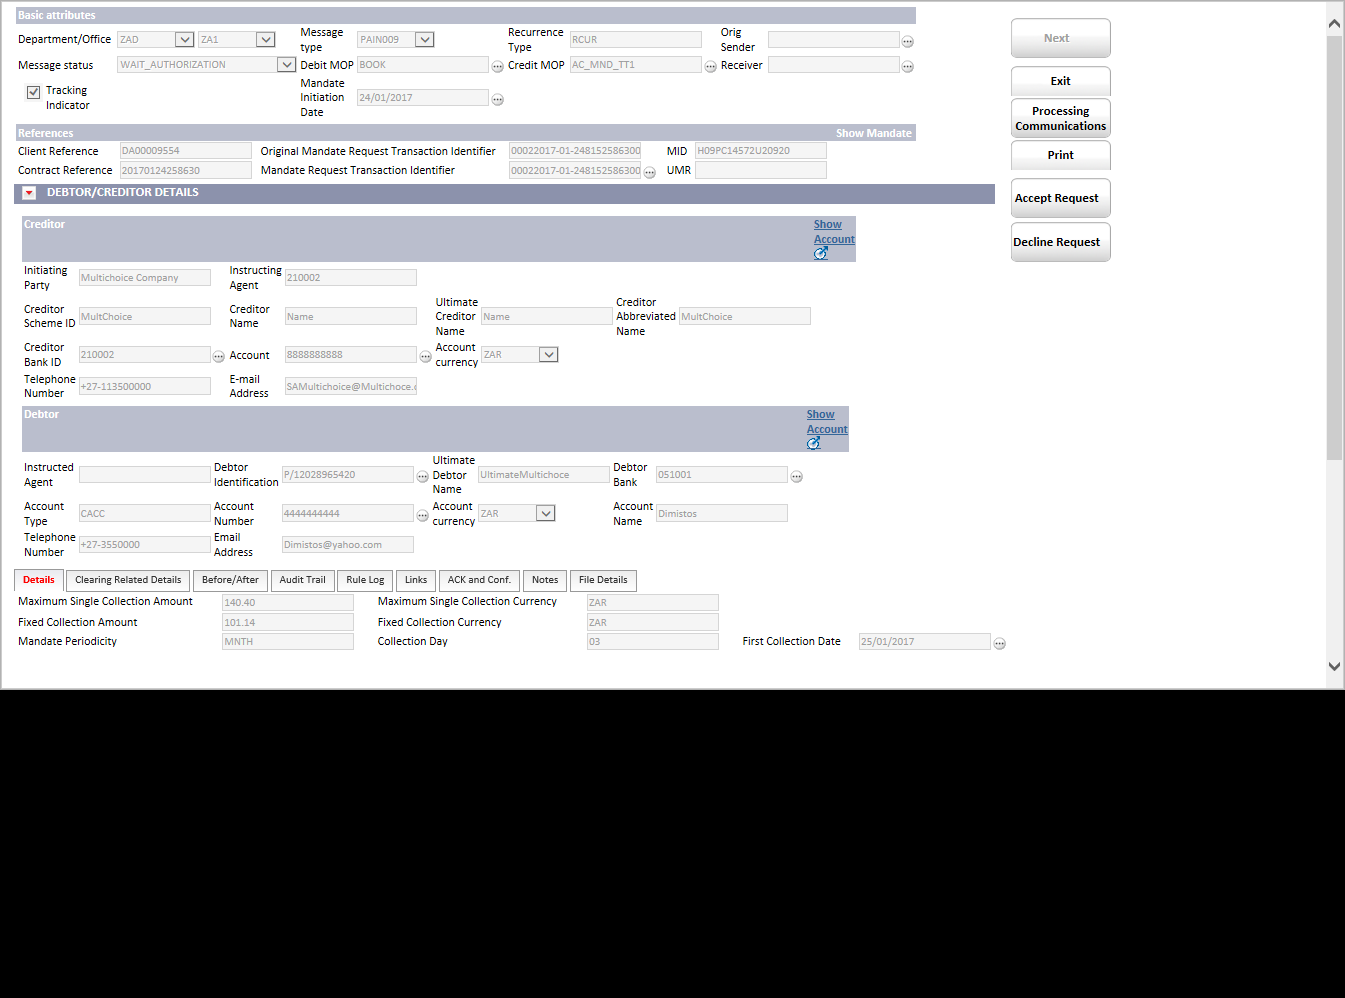 Basic attributes
Department/Office ZAD ZA1 Message type PAIN009 Recurrence Type RCUR Orig Sender
Message status WAIT_AUTHORIZATION Debit MOP BOOK Credit MOP AC_MND_TT1 Receiver
Tracking Indicator Mandate Initiation Date 24/01/2017
References Show Mandate
Client Reference DA00009554 Original Mandate Request Transaction Identifier 00022017-01-248152586300 MID H09PC14572U20920
Contract Reference 20170124258630 Mandate Request Transaction Identifier 00022017-01-248152586300 UMR
DEBTOR/CREDITOR DETAILS
Creditor Show Account
Initiating Party Multichoice Company Instructing Agent 210002
Creditor Scheme ID MultChoice Creditor Name Name Ultimate Creditor Name Name Creditor Abbreviated Name MultChoice
Creditor Bank ID 210002 Account 8888888888 Account currency ZAR
Telephone Number +27-113500000 E-mail Address SAMultichoice@Multichoce.c
Debtor Show Account
Instructed Agent Debtor Identification P/12028965420 Ultimate Debtor Name UltimateMultichoce Debtor Bank 051001
Account Type CACC Account Number 4444444444 Account currency ZAR Account Name Dimistos
Telephone Number +27-3550000 Email Address Dimistos@yahoo.com
Details Clearing Related Details Before/After Audit Trail Rule Log Links ACK and Conf. Notes File Details
Maximum Single Collection Amount 140.40 Maximum Single Collection Currency ZAR
Fixed Collection Amount 101.14 Fixed Collection Currency ZAR
Mandate Periodicity MNTH Collection Day 03 First Collection Date 25/01/2017
Next
Exit
Processing
Communications
Print
Accept Request
Decline Request